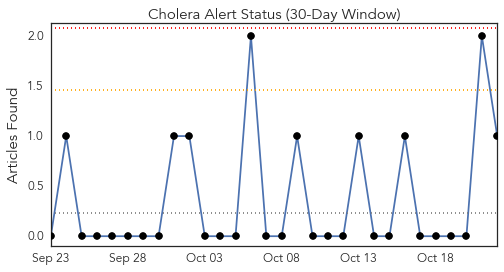 Cholera Alert Status (30-Day Window)
Articles Found
2.0
1.5
1.0
0.5
0.0
Sep 23
Sep 28
Oct 03
Oct 08
Oct 13
Oct 18